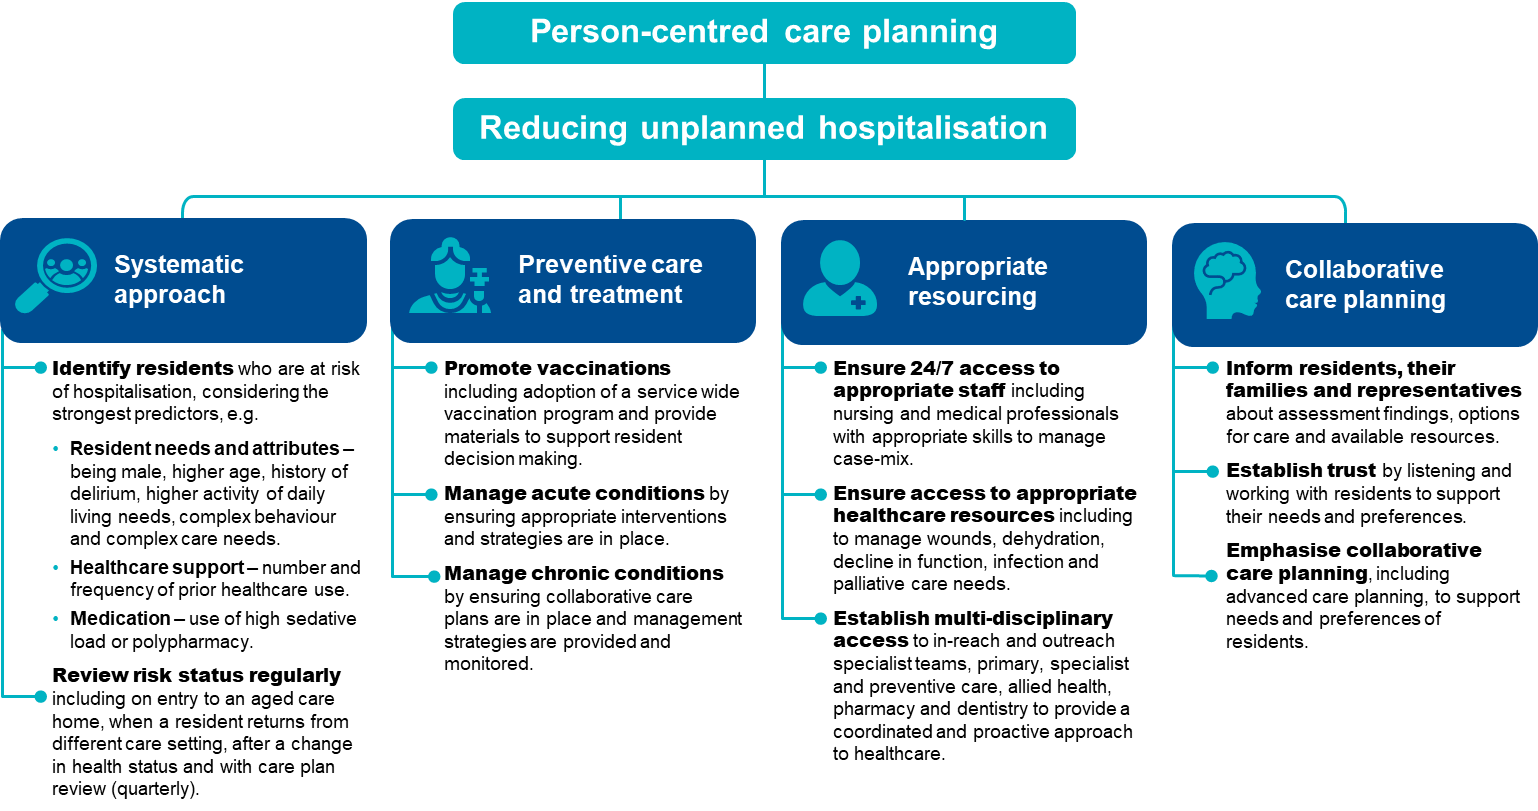 Person-centred care planning
Reducing unplanned hospitalisation
Systematic
approach
Identify residents who are at risk
of hospitalisation, considering the
strongest predictors, e.g.
• Resident needs and attributes –
being male, higher age, history of
delirium, higher activity of daily
living needs, complex behaviour
and complex care needs.
• Healthcare support – number and
frequency of prior healthcare use.
• Medication – use of high sedative
load or polypharmacy.
Review risk status regularly
including on entry to an aged care
home, when a resident returns from
different care setting, after a change
in health status and with care plan
review (quarterly).
Preventive care
and treatment
Promote vaccinations
including adoption of a service wide
vaccination program and provide
materials to support resident
decision making.
Manage acute conditions by
ensuring appropriate interventions
and strategies are in place.
Manage chronic conditions
by ensuring collaborative care
plans are in place and management
strategies are provided and
monitored.
Appropriate
resourcing
Ensure 24/7 access to
appropriate staff including
nursing and medical professionals
with appropriate skills to manage
case-mix.
Ensure access to appropriate
healthcare resources including
to manage wounds, dehydration,
decline in function, infection and
palliative care needs.
Establish multi-disciplinary
access to in-reach and outreach
specialist teams, primary, specialist
and preventive care, allied health,
pharmacy and dentistry to provide a
coordinated and proactive approach
to healthcare.
Collaborative
care planning
Inform residents, their
families and representatives
about assessment findings, options
for care and available resources.
Establish trust by listening and
working with residents to support
their needs and preferences.
Emphasise collaborative
care planning, including
advanced care planning, to support
needs and preferences of
residents.